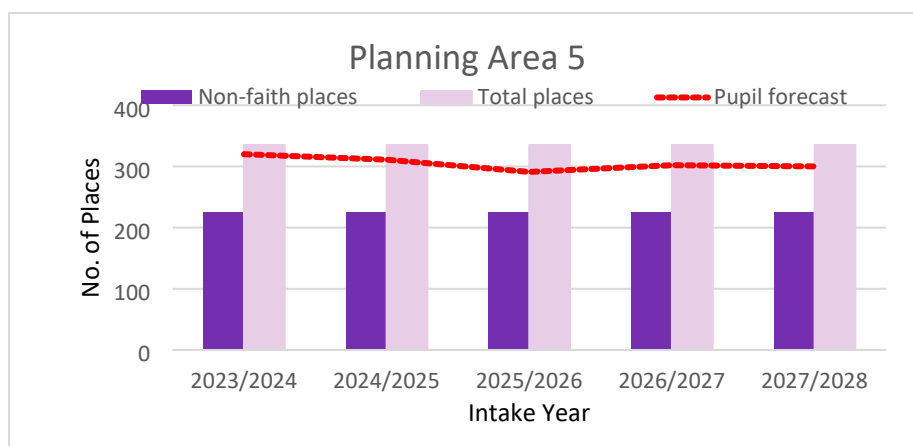 Planning Area 5
Non-faith places Total places Pupil forecast
400
300
200
100
0
No. of Places
2023/2024 2024/2025 2025/2026 2026/2027 2027/2028
Intake Year